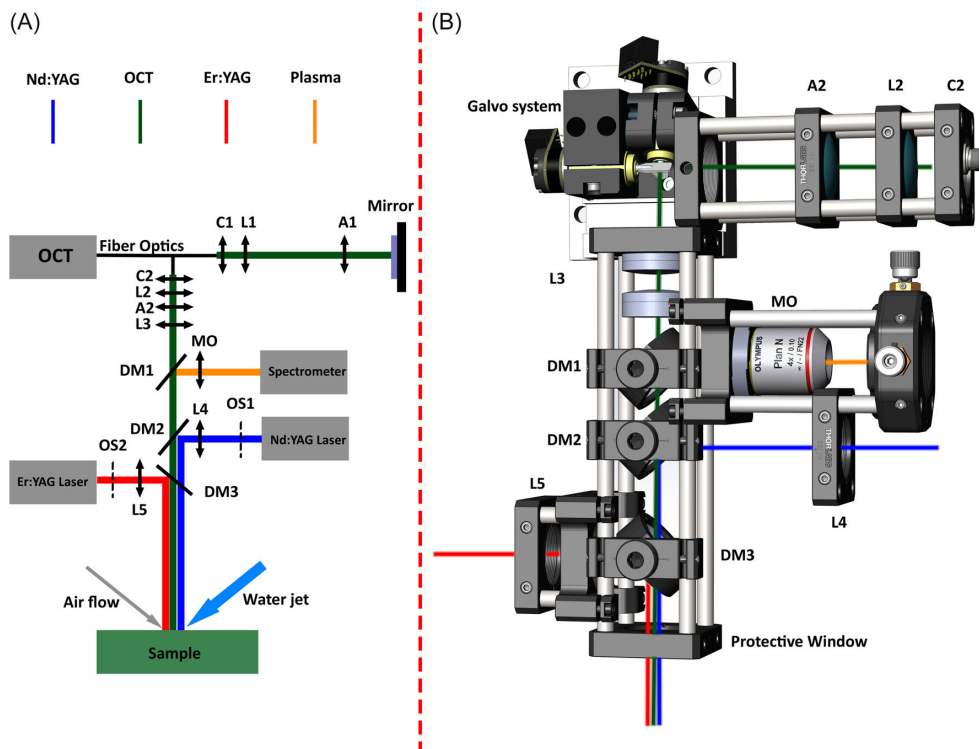 (A)
Nd:YAG OCT Er:YAG Plasma
Mirror
C1 L1 A1
OCT
Fiber Optics
C2
L2
A2
L3
MO
DM1
Spectrometer
L4 OS1
DM2
Nd:YAG Laser
OS2
Er:YAG Laser
DM3
L5
Air flow
Water jet
Sample
(B)
Galvo system
A2 L2 C2
THORLABS
THORLABS
L3
MO
OLYMPUS
Plan N
4x / 0.10
∞ / - / FN22
DM1
DM2
THORLABS
L5
L4
DM3
Protective Window